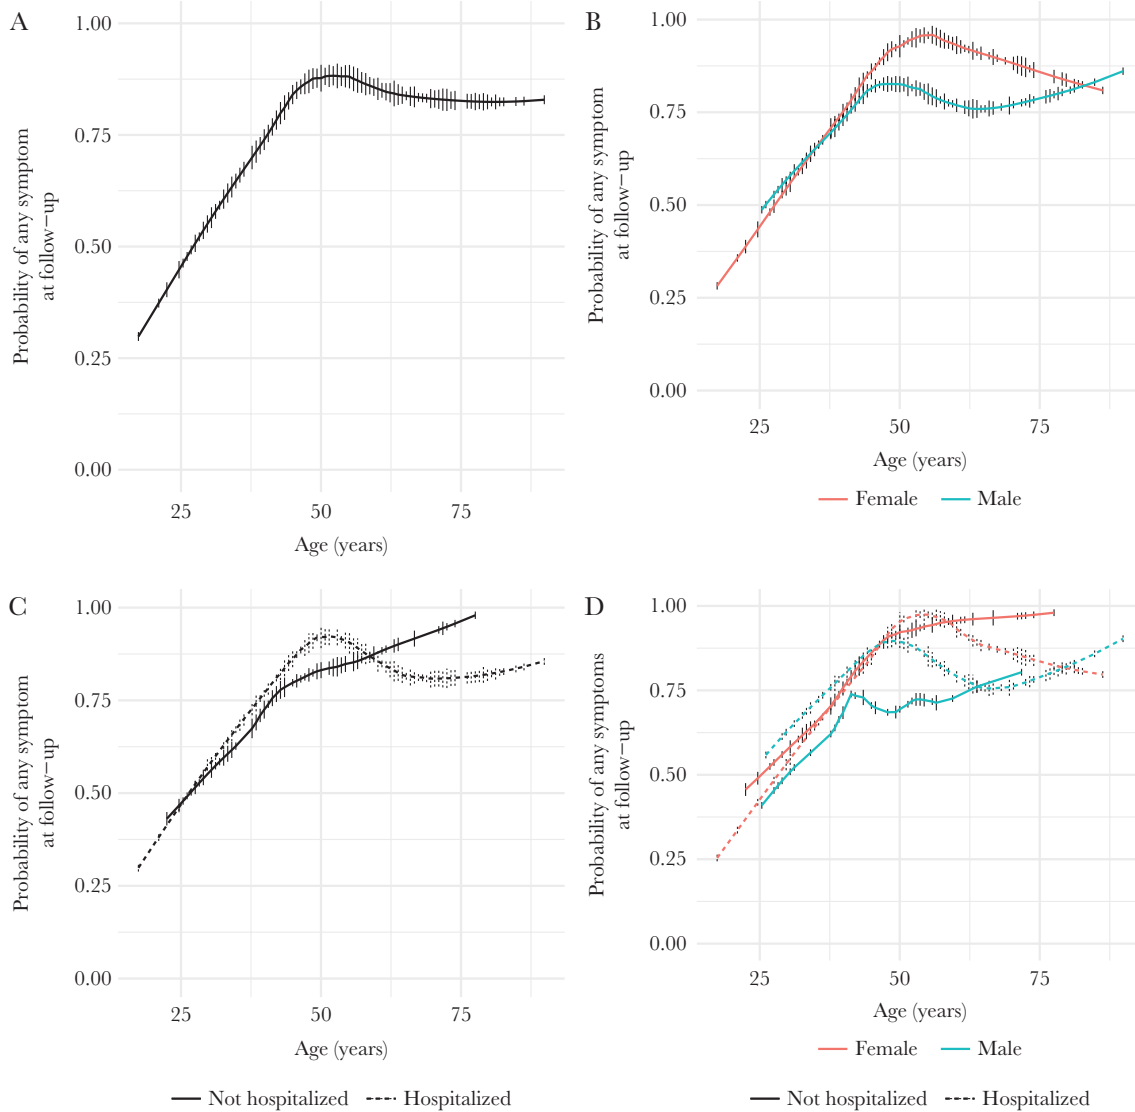 A
1.00
0.75
0.50
0.25
0.00
Probability of any symptom
at follow−up
25 50 75
Age (years)
B
1.00
0.75
0.50
0.25
0.00
Probability of any symptom
at follow−up
25 50 75
Age (years)
Female Male
C
1.00
0.75
0.50
0.25
0.00
Probability of any symptom
at follow−up
25 50 75
Age (years)
Not hospitalized Hospitalized
D
1.00
0.75
0.50
0.25
0.00
Probability of any symptoms
at follow−up
25 50 75
Age (years)
Female Male
Not hospitalized Hospitalized